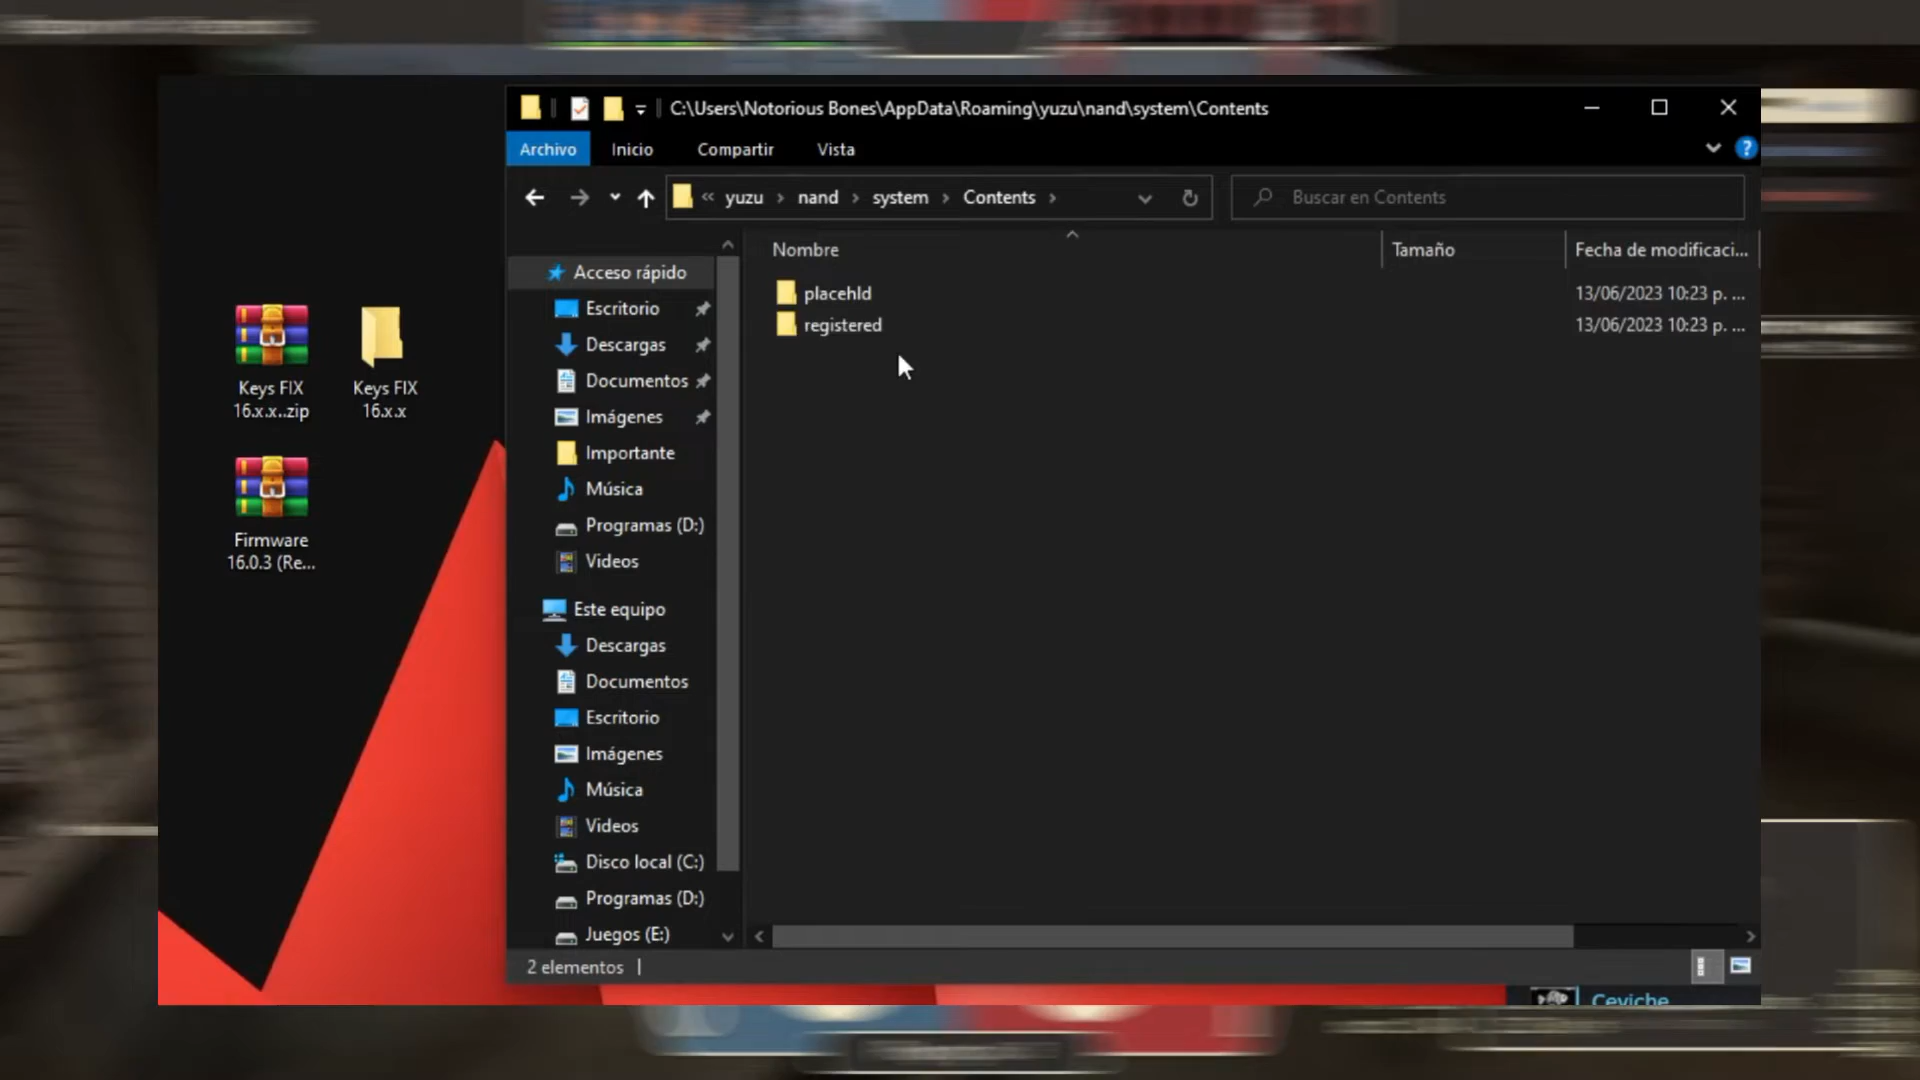 C:\Users\Notorious Bones\AppData\Roaming\yuzu\nand\system\Contents
Archivo
Inicio
Compartir
Vista
?
« yuzu > nand > system > Contents >
Buscar en Contents
Nombre
Tamaño
Fecha de modificaci...
placehld
13/06/2023 10:23 p. ...
registered
13/06/2023 10:23 p. ...
Acceso rápido
Escritorio
Descargas
Documentos
Imágenes
Importante
Música
Programas (D:)
Videos
Este equipo
Descargas
Documentos
Escritorio
Imágenes
Música
Videos
Disco local (C:)
Programas (D:)
Juegos (E:)
2 elementos
Keys FIX
16.x.x..zip
Keys FIX
16.x.x
Firmware
16.0.3 (Re...
Ceviche